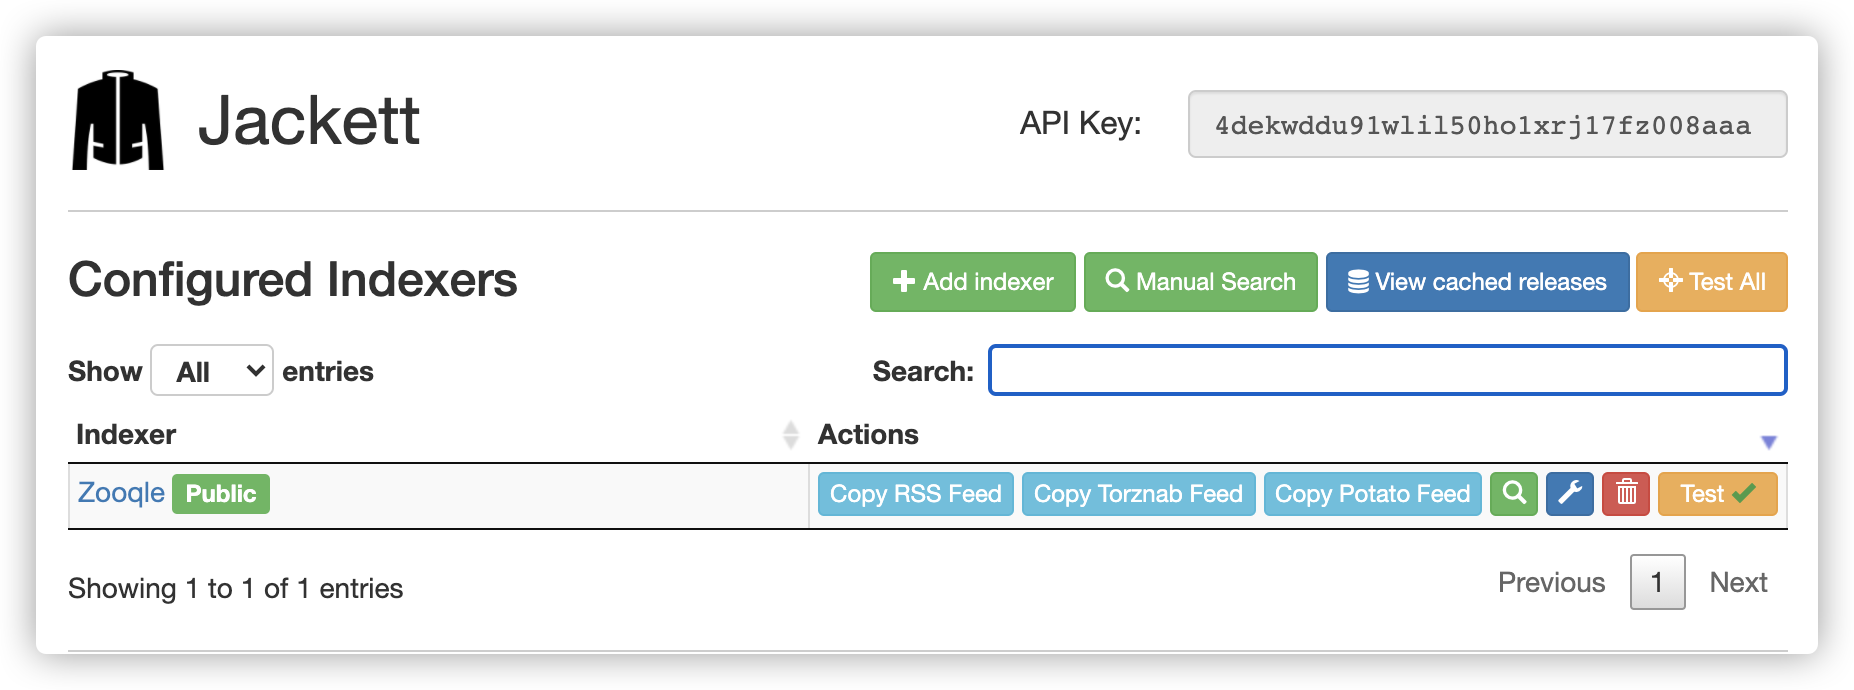 Jackett
API Key: 4dekwddu91wlil50ho1xrj17fz008aaa
Configured Indexers
Add indexer Manual Search View cached releases Test All
Show All entries Search:
Indexer Actions
Zooqle Public Copy RSS Feed Copy Torznab Feed Copy Potato Feed Test
Showing 1 to 1 of 1 entries Previous 1 Next